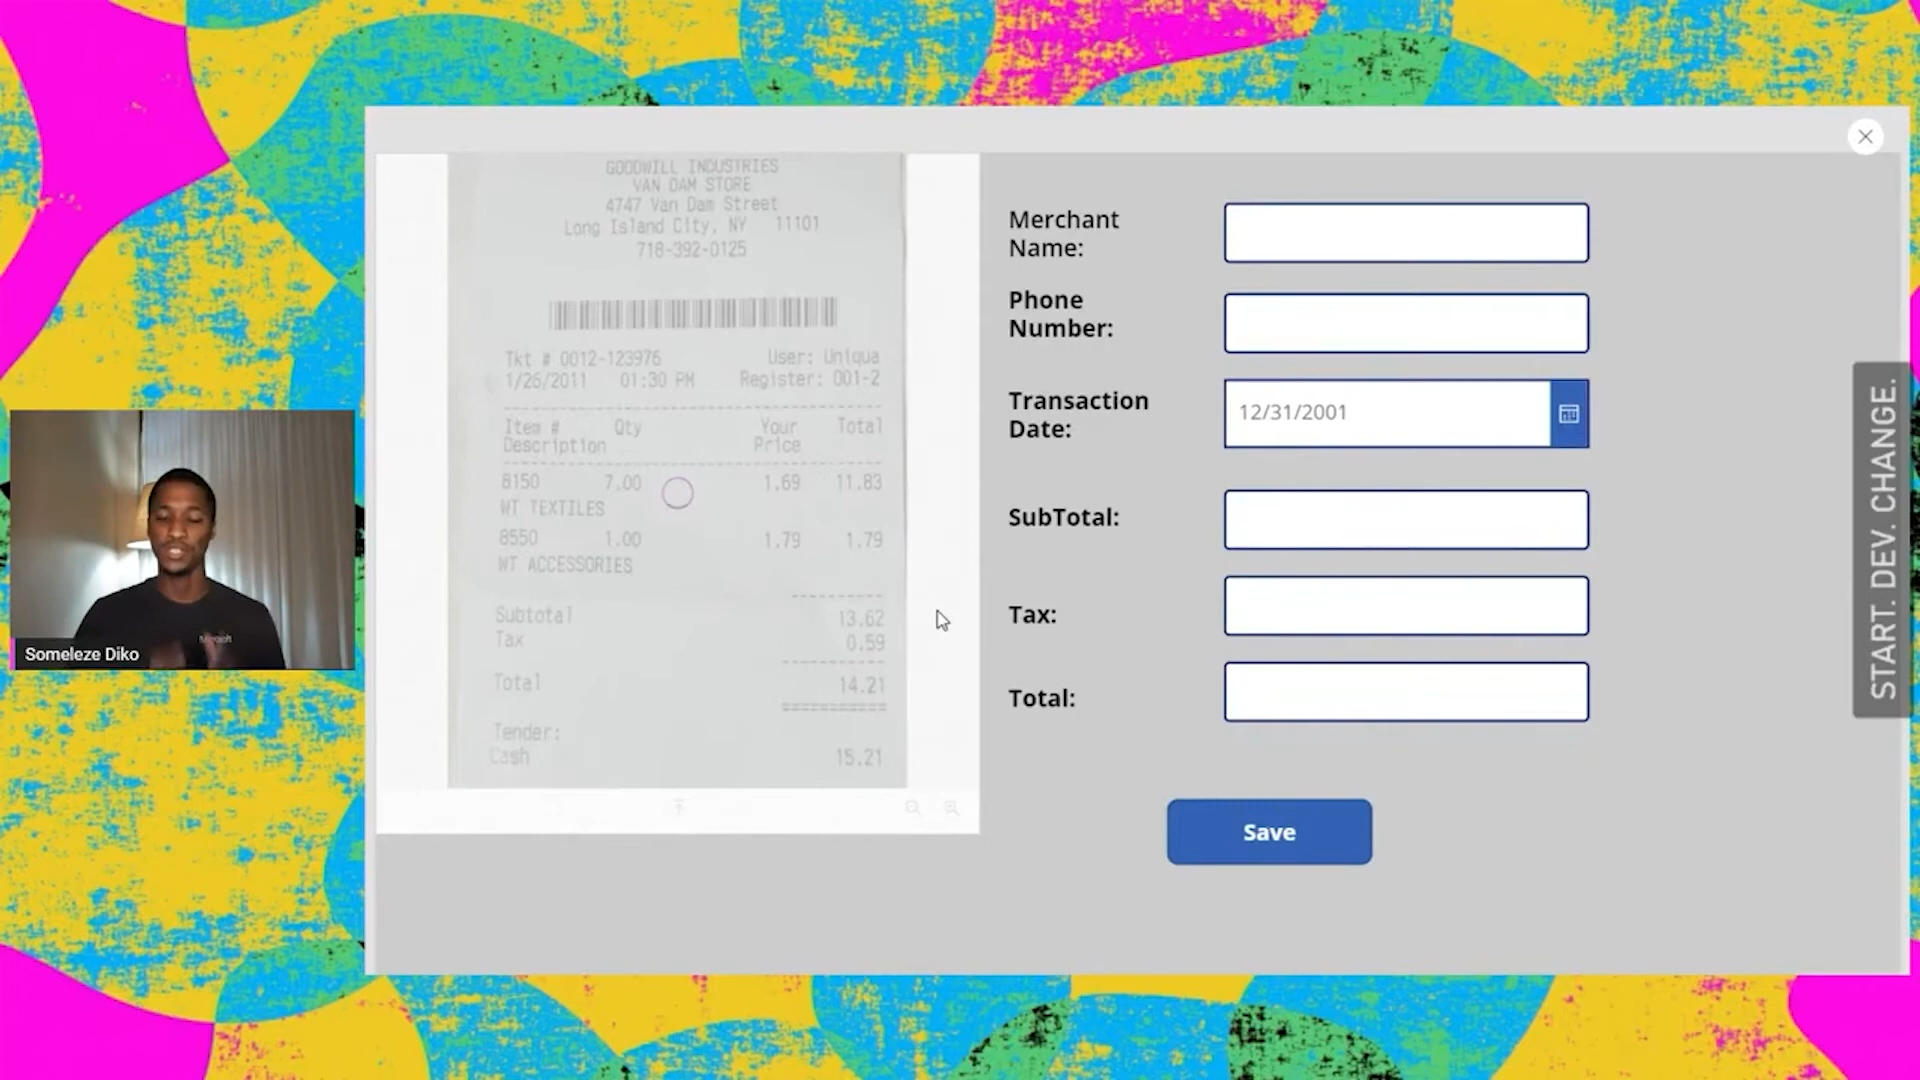 GOODWILL INDUSTRIES
VAN DAM STORE
4747 Van Dam Street
Long Island City, NY 11101
718-392-0125
Tkt # 0012-123976 User: Uniqua
1/26/2011 01:30 PM Register: 001-2
Item # Qty Your Total
Description Price
8150 7.00 1.69 11.83
WT TEXTILES
8550 1.00 1.79 1.79
WT ACCESSORIES
Subtotal 13.62
Tax 0.59
Total 14.21
Tender:
Cash 15.21
Merchant
Name:
Phone
Number:
Transaction
Date:
12/31/2001
SubTotal:
Tax:
Total:
Save
Microsoft
Someleze Diko
START. DEV. CHANGE.